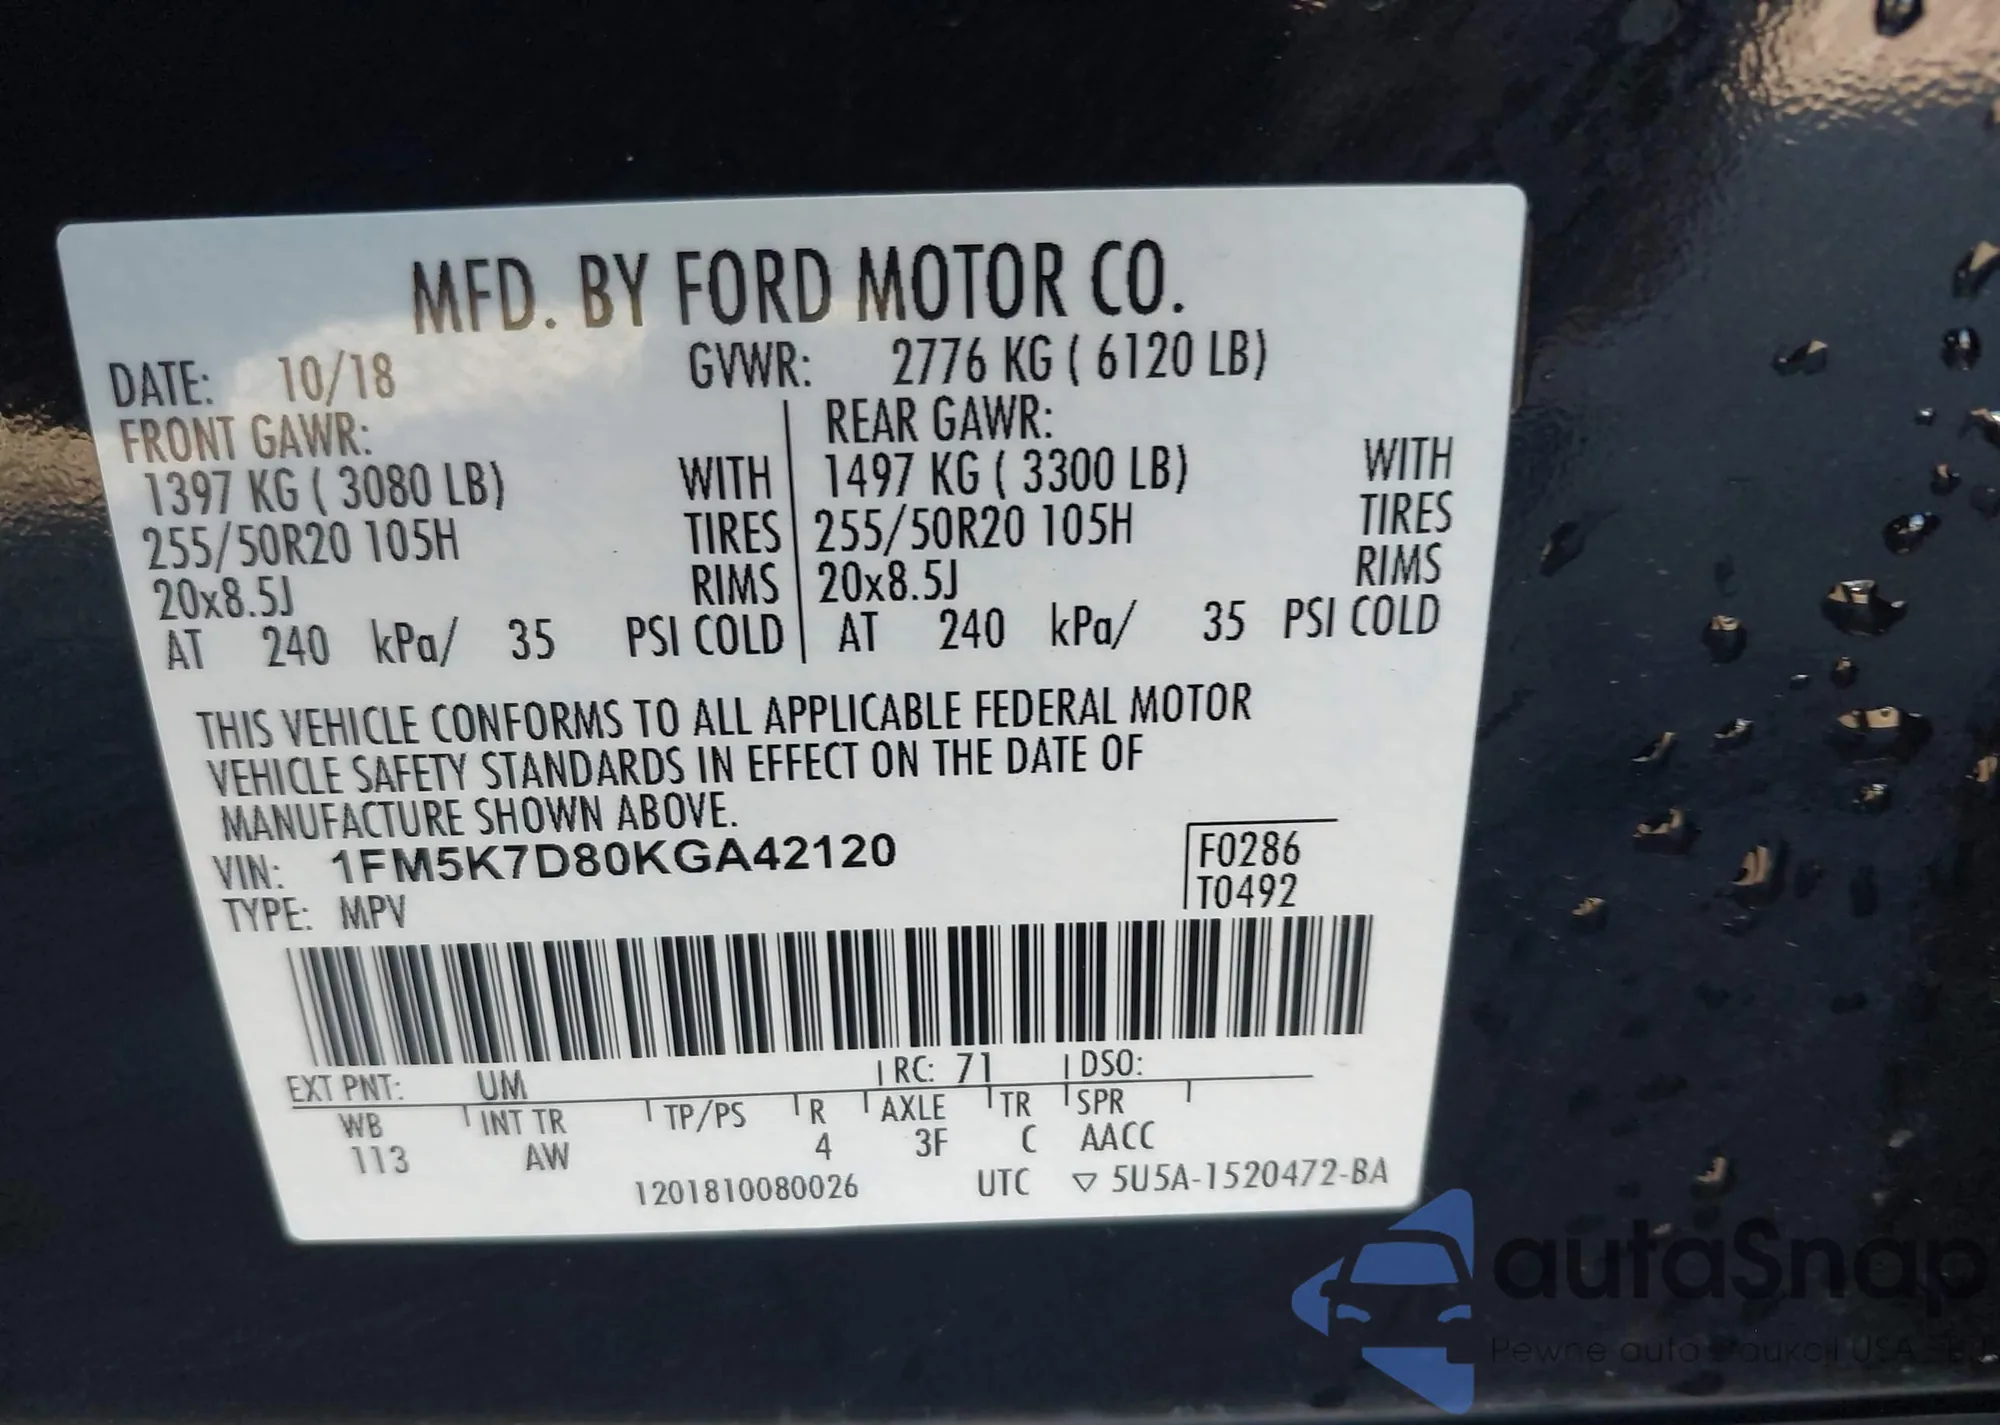 MFD. BY FORD MOTOR CO.
DATE: 10/18 GVWR: 2776 KG ( 6120 LB)
FRONT GAWR: REAR GAWR:
1397 KG ( 3080 LB) WITH 1497 KG ( 3300 LB) WITH
255/50R20 105H TIRES 255/50R20 105H TIRES
20x8.5J RIMS 20x8.5J RIMS
AT 240 kPa/ 35 PSI COLD AT 240 kPa/ 35 PSI COLD
THIS VEHICLE CONFORMS TO ALL APPLICABLE FEDERAL MOTOR
VEHICLE SAFETY STANDARDS IN EFFECT ON THE DATE OF
MANUFACTURE SHOWN ABOVE.
VIN: 1FM5K7D80KGA42120 F0286
TYPE: MPV T0492
EXT PNT: UM RC: 71 DSO:
WB INT TR TP/PS R AXLE TR SPR
113 AW 4 3F C AACC
1201810080026 UTC ▽ 5U5A-1520472-BA
autaSnap
Pewne auta z aukcji USA